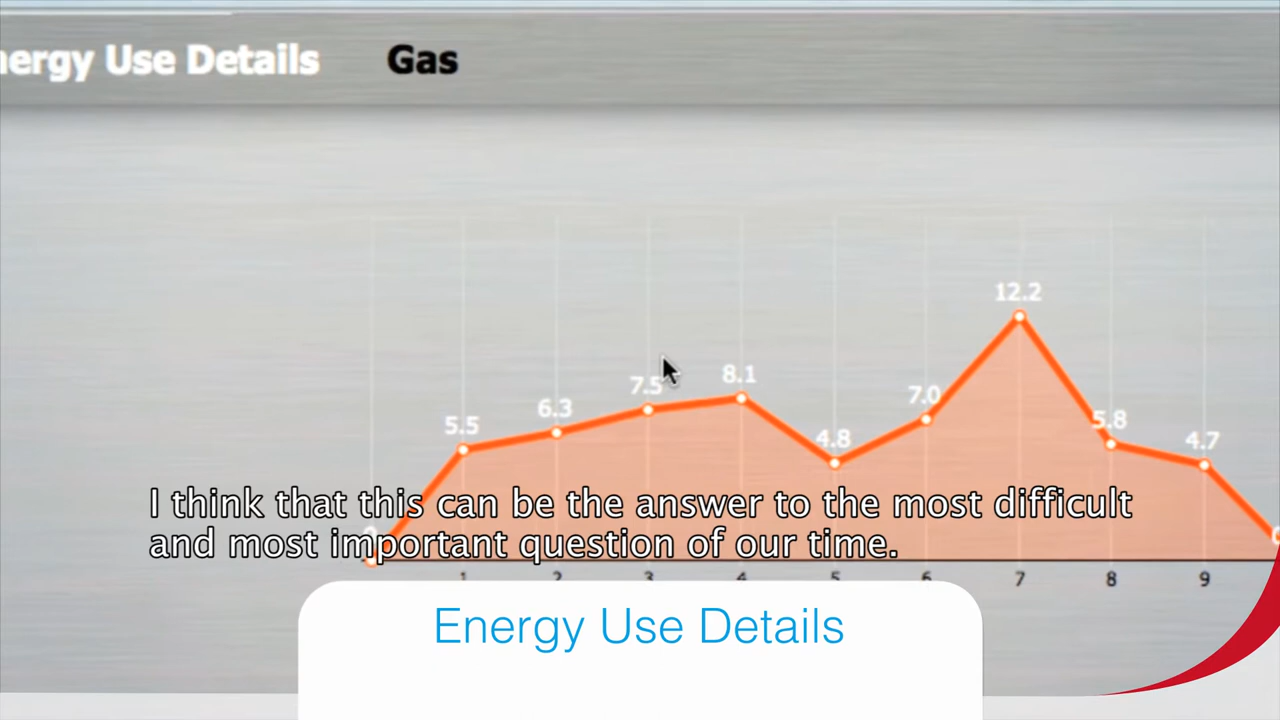 nergy Use Details Gas
12.2
8.1
7.5
7.0
6.3
5.8
5.5
4.8
4.7
I think that this can be the answer to the most difficult
and most important question of our time.
1 2 3 4 5 6 7 8 9
Energy Use Details